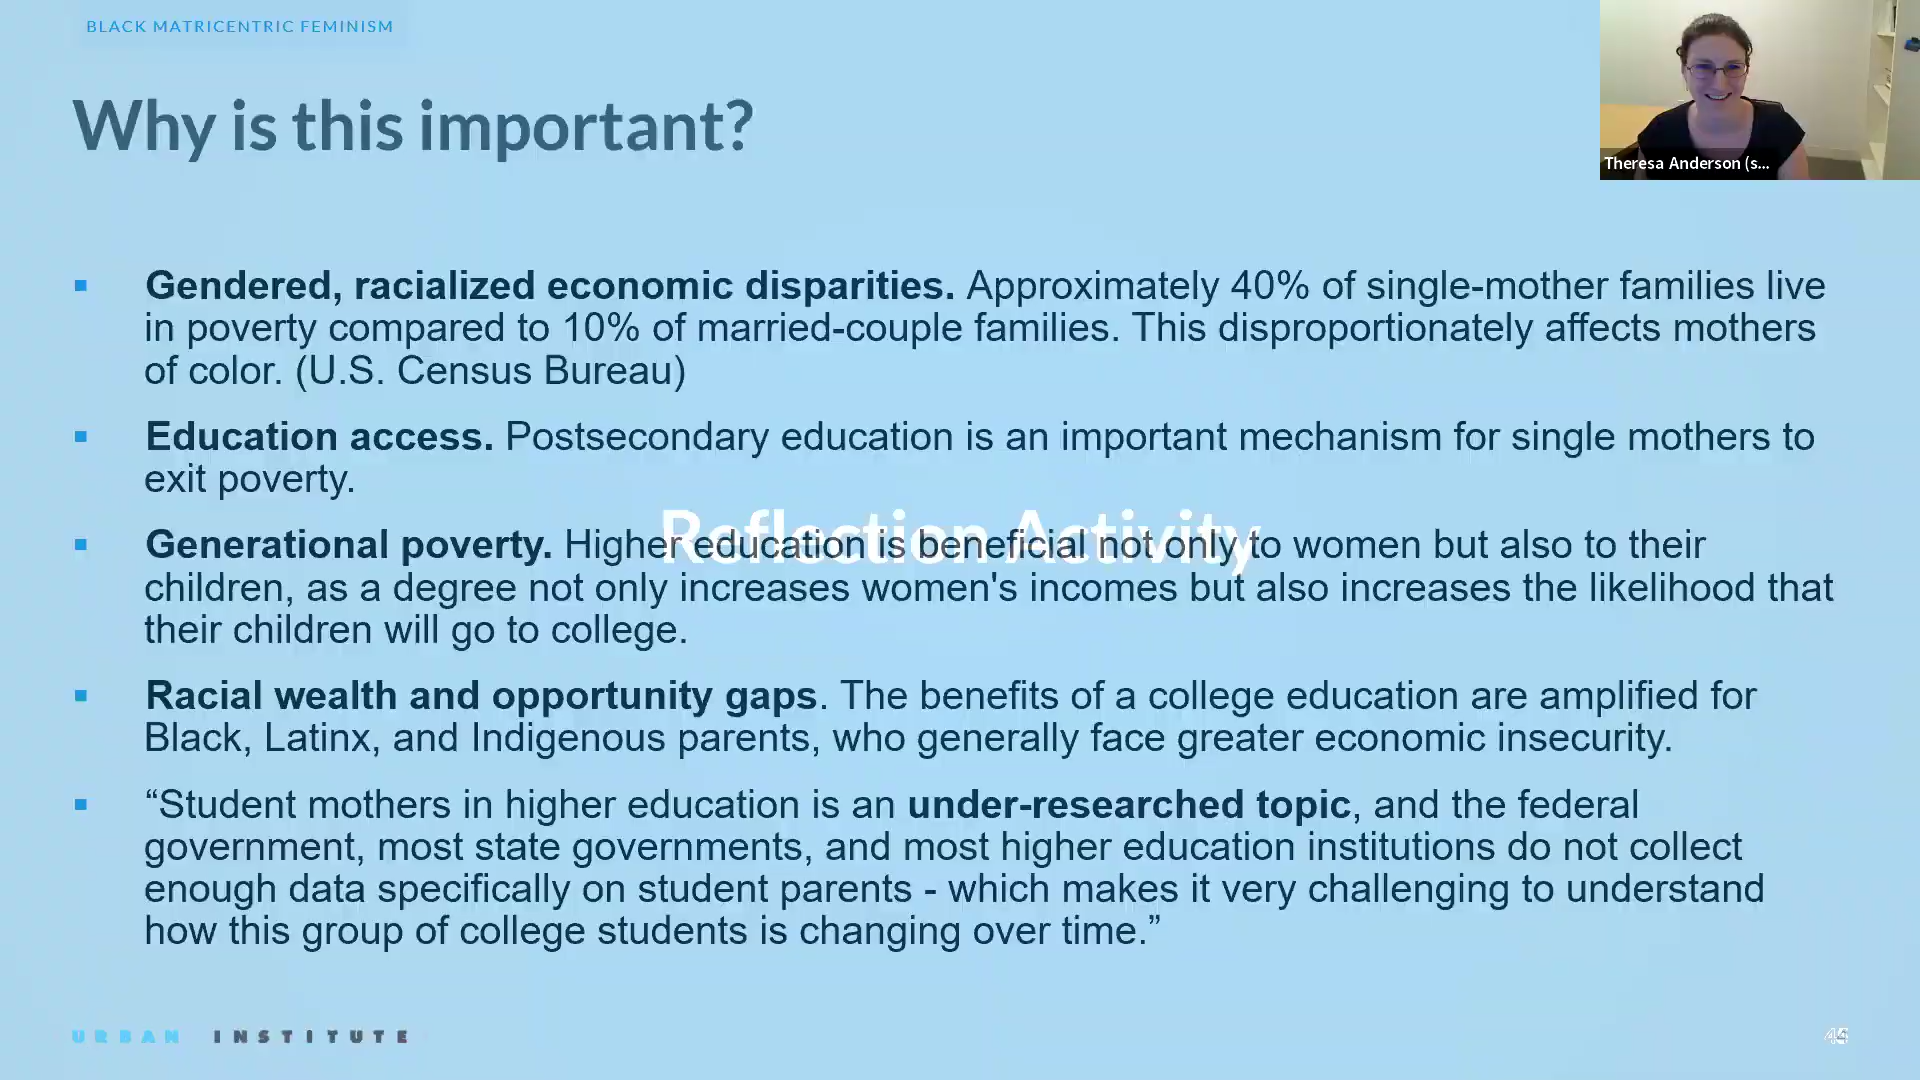 BLACK MATRICENTRIC FEMINISM
Why is this important?
Theresa Anderson (s...
▪ Gendered, racialized economic disparities. Approximately 40% of single-mother families live
in poverty compared to 10% of married-couple families. This disproportionately affects mothers
of color. (U.S. Census Bureau)
▪ Education access. Postsecondary education is an important mechanism for single mothers to
exit poverty.
Reflection Activity
▪ Generational poverty. Higher education is beneficial not only to women but also to their
children, as a degree not only increases women's incomes but also increases the likelihood that
their children will go to college.
▪ Racial wealth and opportunity gaps. The benefits of a college education are amplified for
Black, Latinx, and Indigenous parents, who generally face greater economic insecurity.
▪ “Student mothers in higher education is an under-researched topic, and the federal
government, most state governments, and most higher education institutions do not collect
enough data specifically on student parents - which makes it very challenging to understand
how this group of college students is changing over time.”
URBAN INSTITUTE